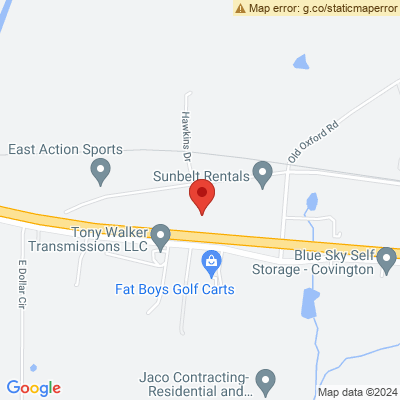 Map error: g.co/staticmaperror
Hawkins Dr
Old Oxford Rd
East Action Sports
Sunbelt Rentals
Tony Walker
Transmissions LLC
Blue Sky Self
Storage - Covington
E Dollar Cir
Fat Boys Golf Carts
Jaco Contracting-
Residential and...
Google
Map data ©2024